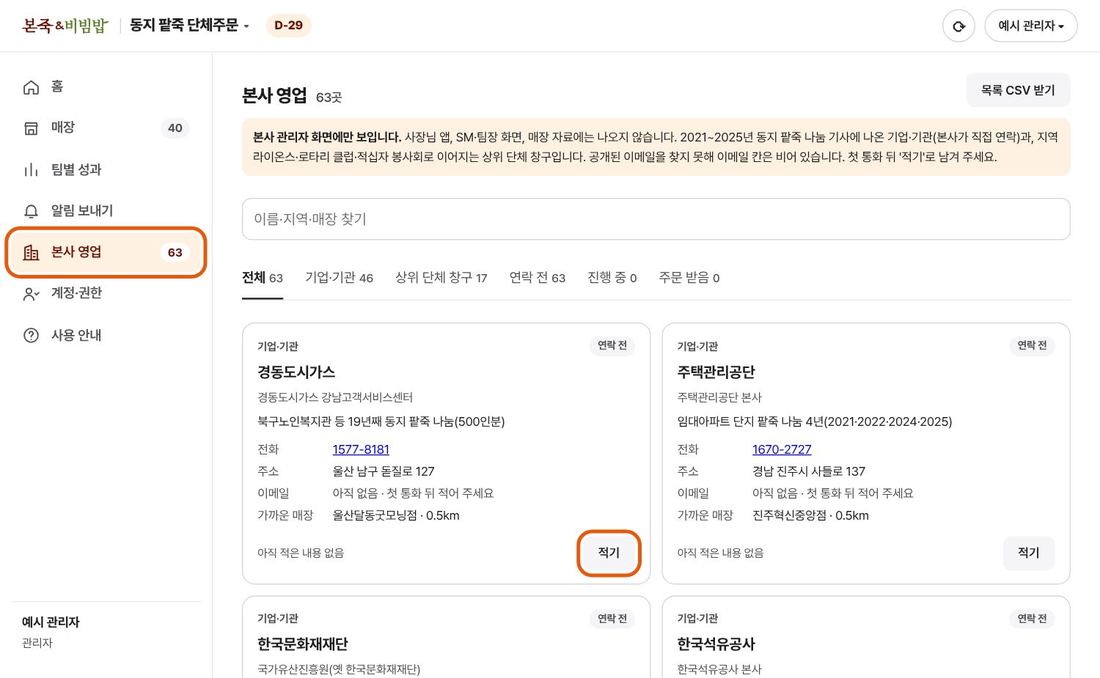 본죽&비빔밥
동지 팥죽 단체주문
D-29
예시 관리자
홈
매장 40
팀별 성과
알림 보내기
본사 영업 63
계정·권한
사용 안내
예시 관리자
관리자
본사 영업 63곳
목록 CSV 받기
본사 관리자 화면에만 보입니다. 사장님 앱, SM·팀장 화면, 매장 자료에는 나오지 않습니다. 2021~2025년 동지 팥죽 나눔 기사에 나온 기업·기관(본사가 직접 연락)과, 지역
라이온스·로타리 클럽·적십자 봉사회로 이어지는 상위 단체 창구입니다. 공개된 이메일을 찾지 못해 이메일 칸은 비어 있습니다. 첫 통화 뒤 '적기'로 남겨 주세요.
이름·지역·매장 찾기
전체 63 기업·기관 46 상위 단체 창구 17 연락 전 63 진행 중 0 주문 받음 0
기업·기관 연락 전
경동도시가스
경동도시가스 강남고객서비스센터
북구노인복지관 등 19년째 동지 팥죽 나눔(500인분)
전화 1577-8181
주소 울산 남구 돋질로 127
이메일 아직 없음 · 첫 통화 뒤 적어 주세요
가까운 매장 울산달동굿모닝점 · 0.5km
아직 적은 내용 없음 적기
기업·기관 연락 전
주택관리공단
주택관리공단 본사
임대아파트 단지 팥죽 나눔 4년(2021·2022·2024·2025)
전화 1670-2727
주소 경남 진주시 사들로 137
이메일 아직 없음 · 첫 통화 뒤 적어 주세요
가까운 매장 진주혁신중앙점 · 0.5km
아직 적은 내용 없음 적기
기업·기관 연락 전
한국문화재재단
국가유산진흥원(옛 한국문화재재단)
기업·기관 연락 전
한국석유공사
한국석유공사 본사